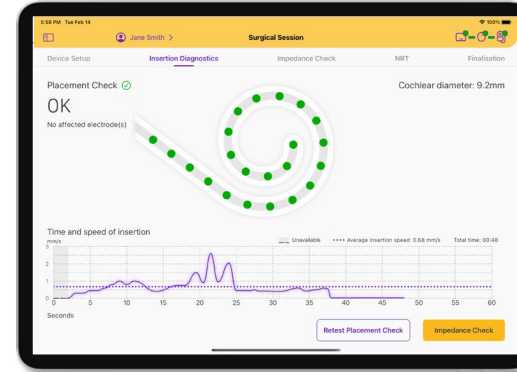 5:58 PM Tue Feb 14
100%
Jane Smith >
Surgical Session
Device Setup
Insertion Diagnostics
Impedance Check
NRT
Finalisation
Placement Check
Cochlear diameter: 9.2mm
OK
No affected electrode(s)
Time and speed of insertion
mm/s
Unavailable
Average insertion speed: 0.68 mm/s
Total time: 00:48
3
2
1
0
0 5 10 15 20 25 30 35 40 45 50 55 60
Seconds
Retest Placement Check
Impedance Check